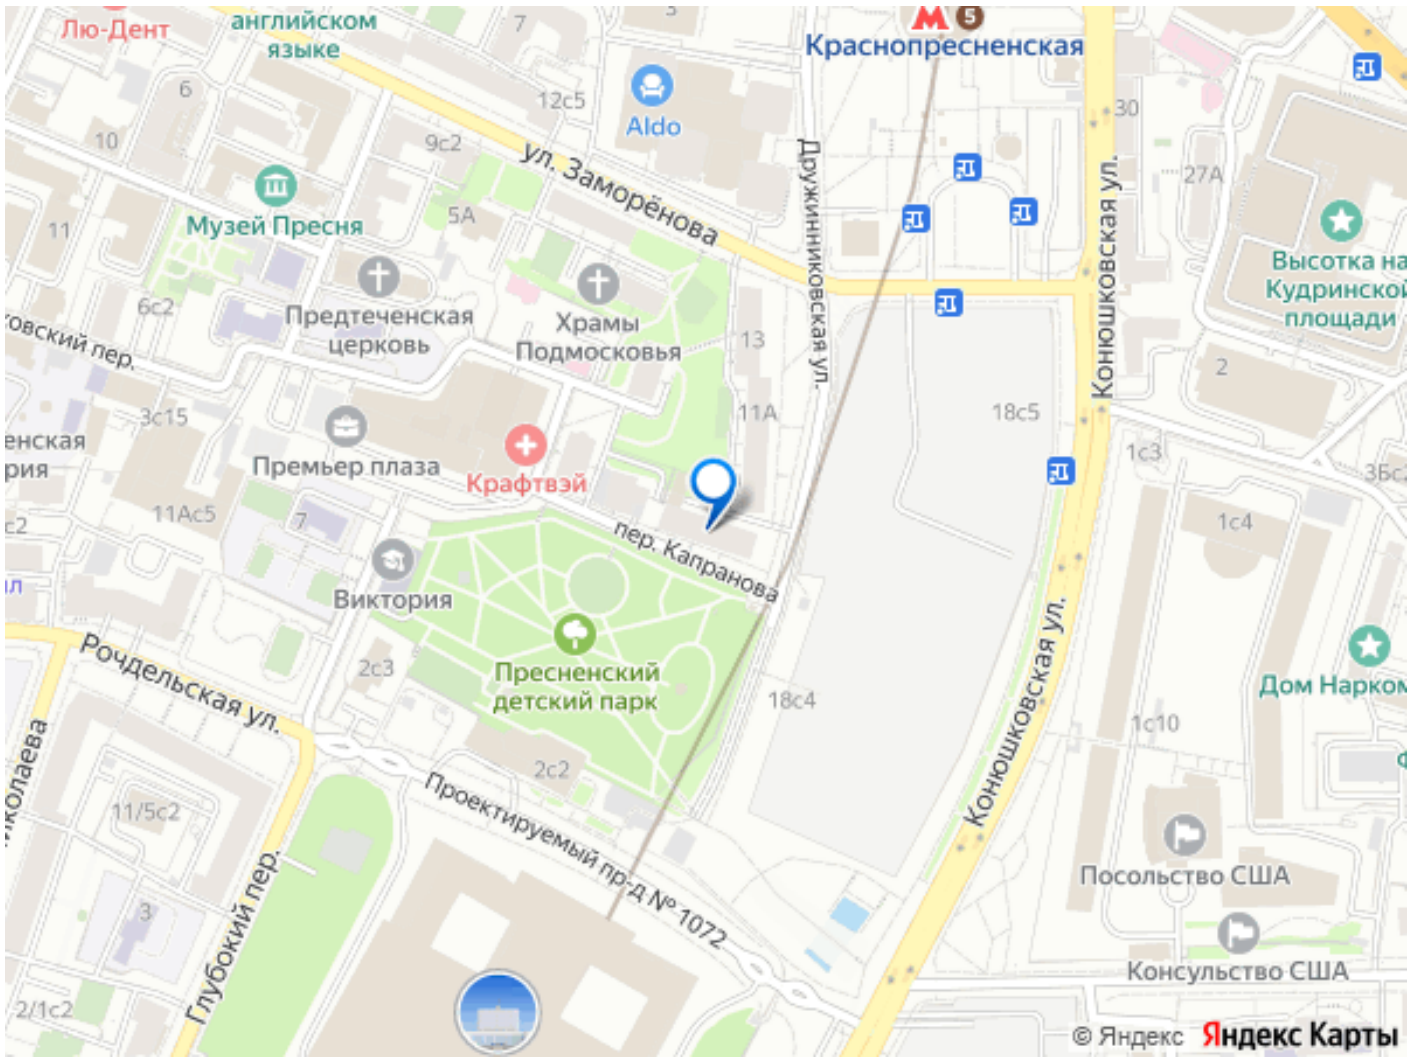 Лю-Дент
английском
языке
7
3
5
Краснопресненская
6
12с5
Aldo
10
9с2
ул. Заморёнова
30
Дружинниковская ул.
Конюшковская ул.
27А
Музей Пресня
5А
11
Высотка на
Кудринской
площади
6с2
Предтеченская
церковь
Храмы
Подмосковья
13
2
ковский пер.
3с15
11А
18с5
енская
рия
Премьер плаза
Крафтвэй
1с3
3Бс2
с2
11Ас5
7
пер. Капранова
1с4
Виктория
Рочдельская ул.
2с3
Пресненский
детский парк
18с4
Конюшковская ул.
Дом Нарком
1с10
иколаева
2с2
Проектируемый пр-д № 1072
11/5с2
Глубокий пер.
Посольство США
3
Консульство США
2/1с2
© Яндекс Яндекс Карты